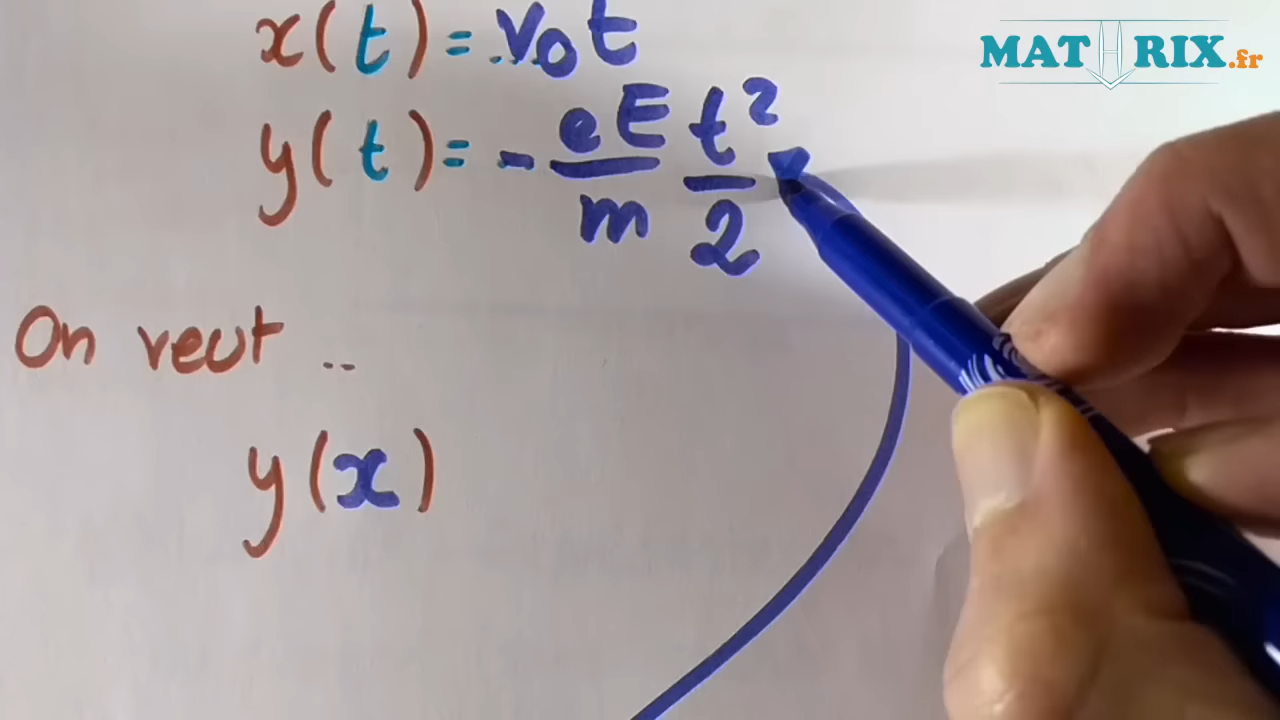 MATHRIX.fr
x(t) = v₀t
y(t) = - eE/m t²/2
On veut ..
y(x)